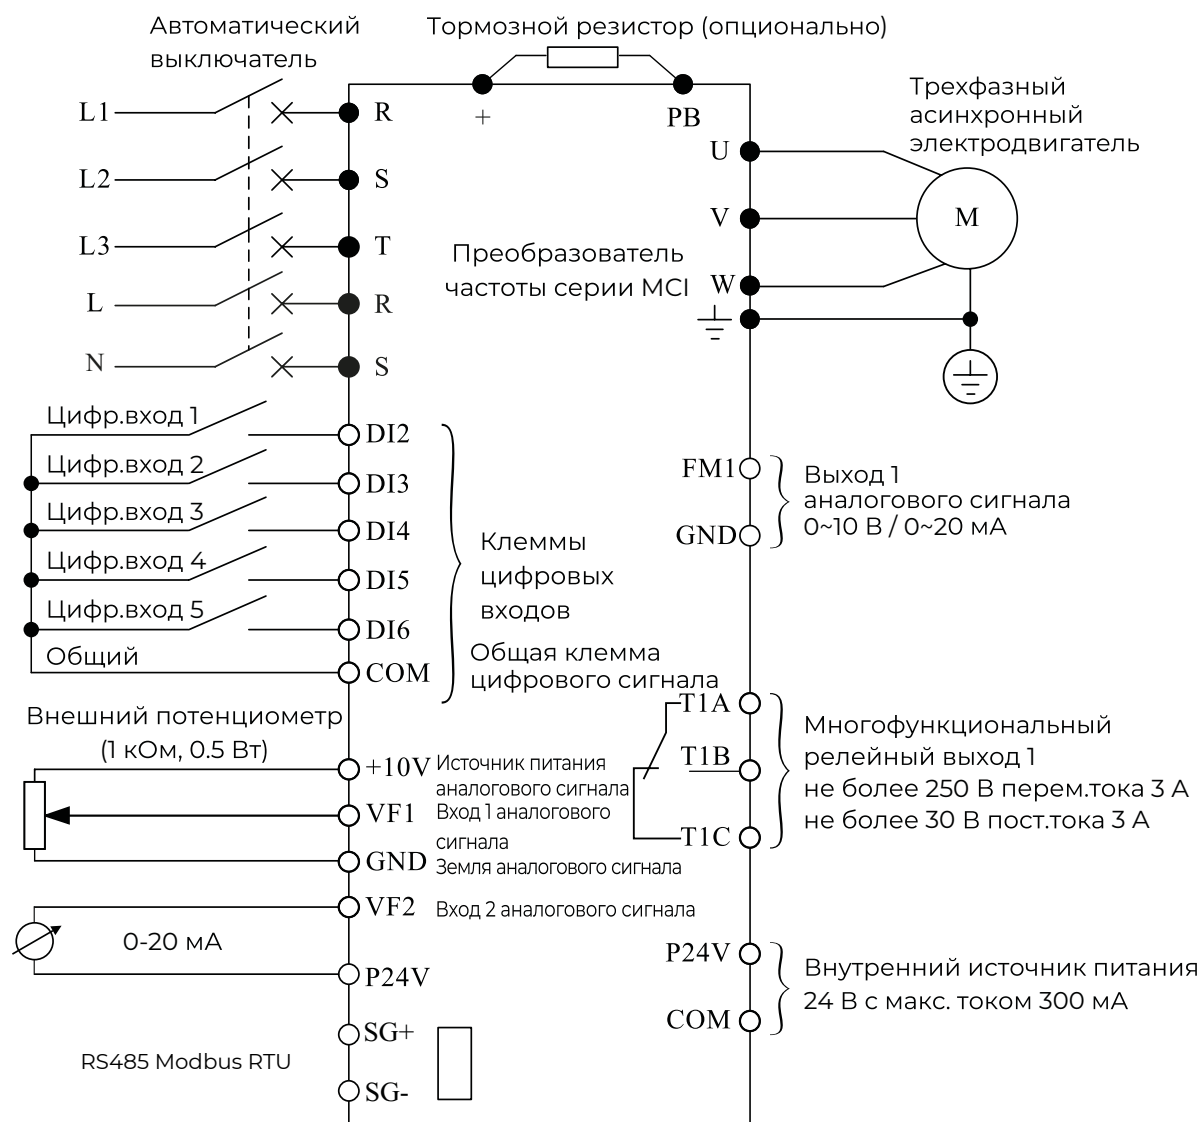 Автоматический
выключатель
Тормозной резистор (опционально)
L1
R
+
PB
L2
S
L3
T
L
R
N
S
Трехфазный
асинхронный
электродвигатель
U
V
M
W
Преобразователь
частоты серии MCI
Цифр.вход 1
DI2
Цифр.вход 2
DI3
Цифр.вход 3
DI4
Цифр.вход 4
DI5
Цифр.вход 5
DI6
Общий
COM
Клеммы
цифровых
входов
Общая клемма
цифрового сигнала
FM1
GND
Выход 1
аналогового сигнала
0~10 В / 0~20 мА
Внешний потенциометр
(1 кОм, 0.5 Вт)
+10V
Источник питания
аналогового сигнала
VF1
Вход 1 аналогового
сигнала
GND
Земля аналогового сигнала
VF2
Вход 2 аналогового сигнала
0-20 мА
P24V
T1A
T1B
T1C
Многофункциональный
релейный выход 1
не более 250 В перем.тока 3 А
не более 30 В пост.тока 3 А
P24V
COM
Внутренний источник питания
24 В с макс. током 300 мА
RS485 Modbus RTU
SG+
SG-